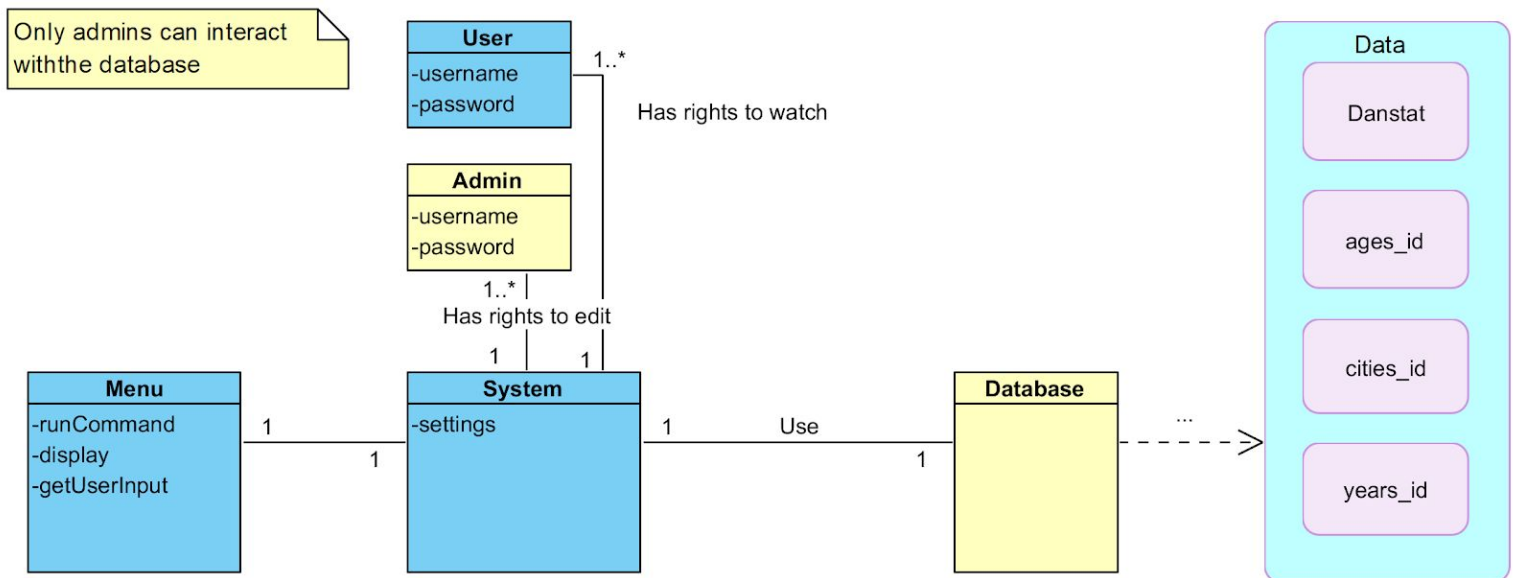 Only admins can interact
withthe database
User
-username
-password
1..*
Has rights to watch
Admin
-username
-password
1..*
Has rights to edit
1
1
Menu
-runCommand
-display
-getUserInput
1
1
System
-settings
1
Use
1
Database
...
Data
Danstat
ages_id
cities_id
years_id